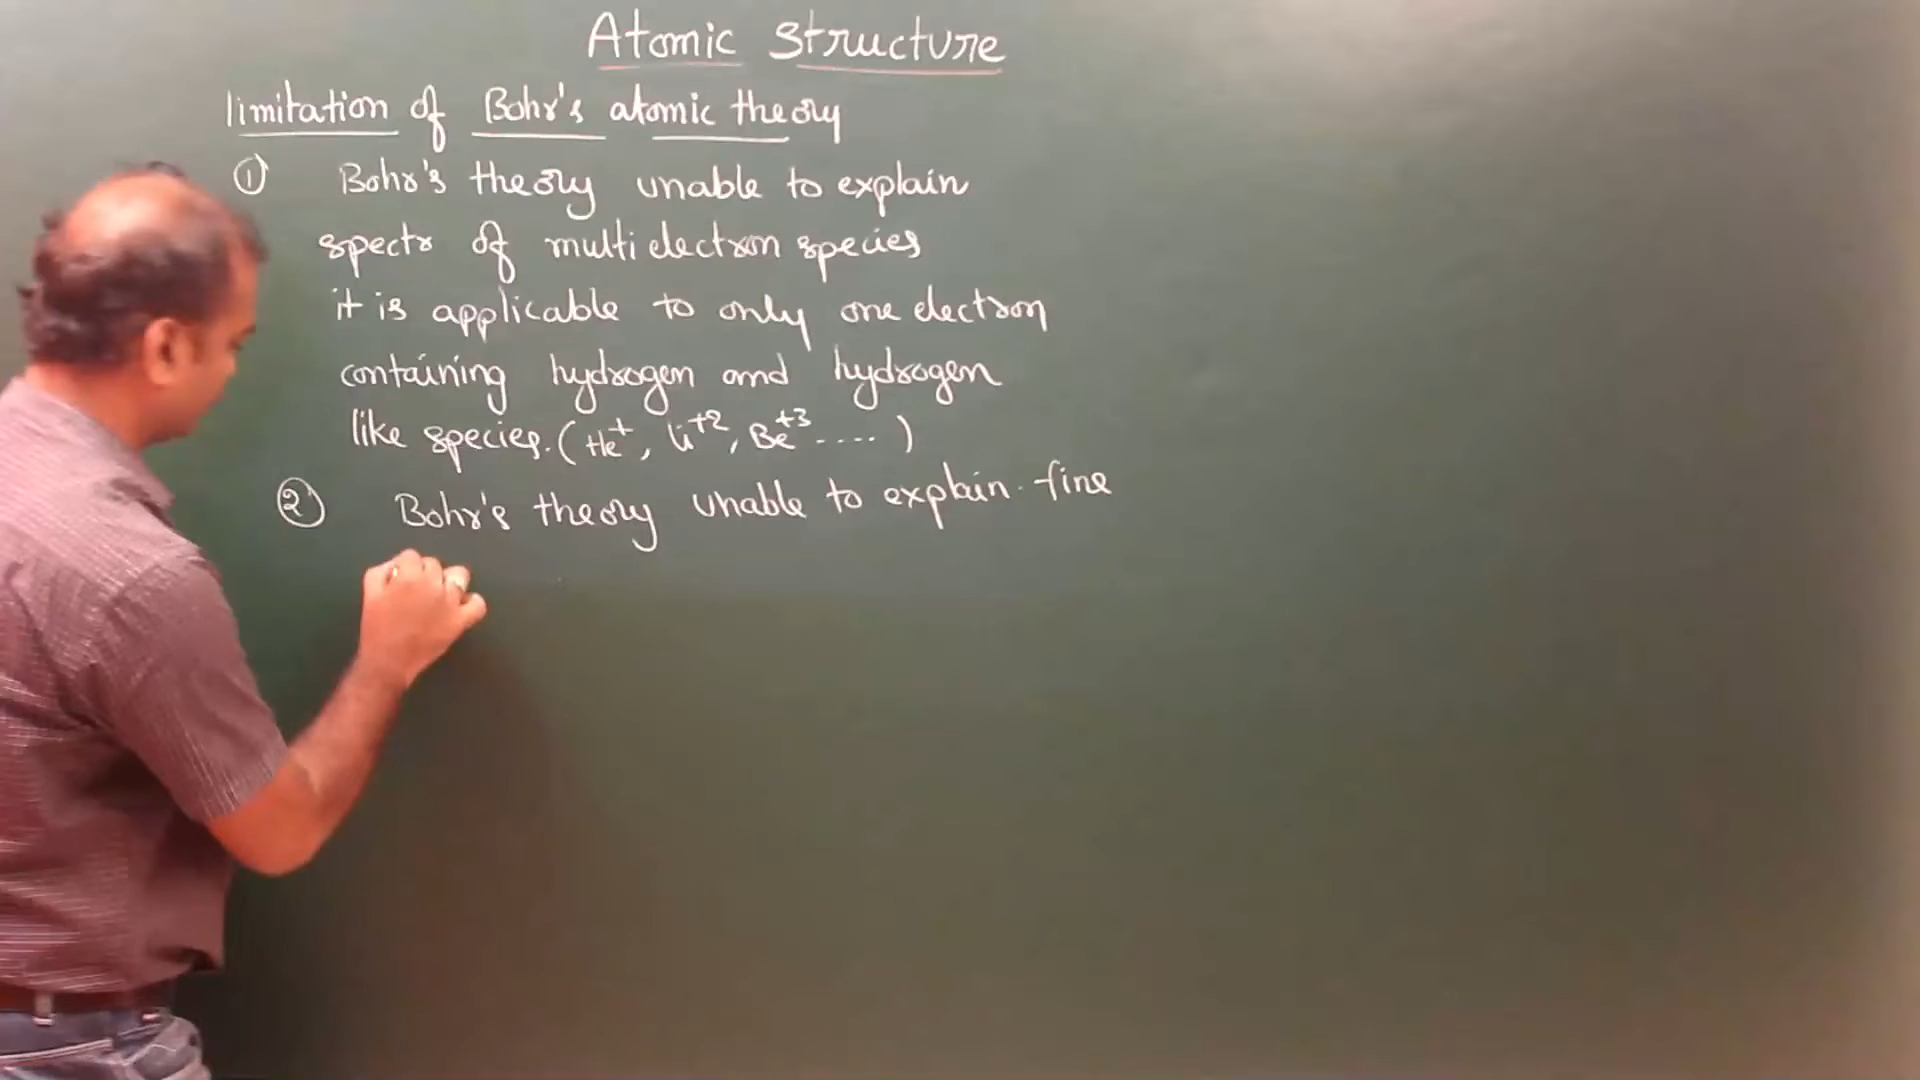 Atomic structure
limitation of Bohr's atomic theory
① Bohr's theory unable to explain
spectr of multi electron species
it is applicable to only one electron
containing hydrogen and hydrogen
like species. (He⁺, Li⁺², Be⁺³ ....)
② Bohr's theory unable to explain fine